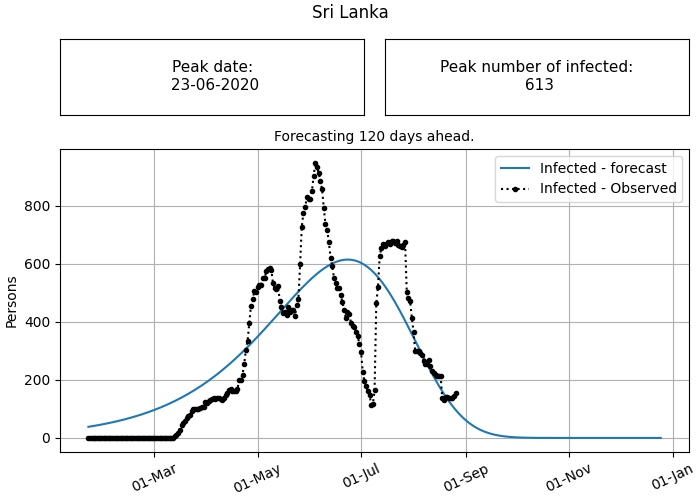 Sri Lanka
Peak date:
23-06-2020
Peak number of infected:
613
Forecasting 120 days ahead.
Infected - forecast
Infected - Observed
Persons
800
600
400
200
0
01-Mar
01-May
01-Jul
01-Sep
01-Nov
01-Jan